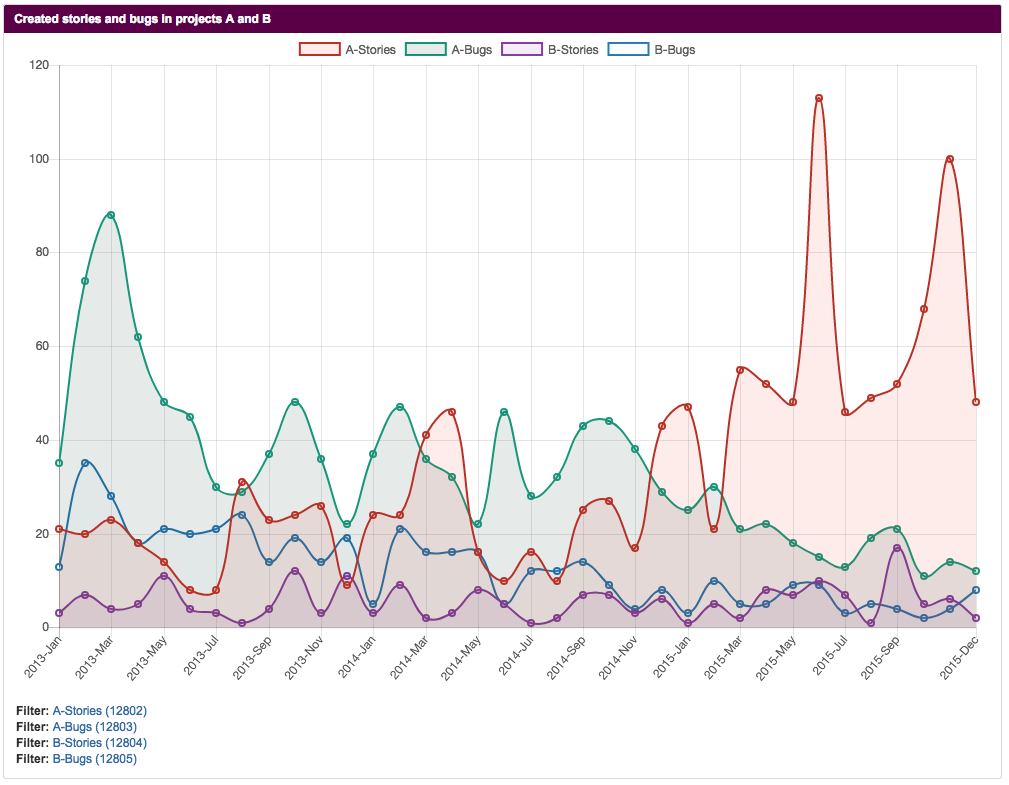 Created stories and bugs in projects A and B
A-Stories A-Bugs B-Stories B-Bugs
120
100
80
60
40
20
0
2013-Jan 2013-Mar 2013-May 2013-Jul 2013-Sep 2013-Nov 2014-Jan 2014-Mar 2014-May 2014-Jul 2014-Sep 2014-Nov 2015-Jan 2015-Mar 2015-May 2015-Jul 2015-Sep 2015-Dec
Filter: A-Stories (12802)
Filter: A-Bugs (12803)
Filter: B-Stories (12804)
Filter: B-Bugs (12805)